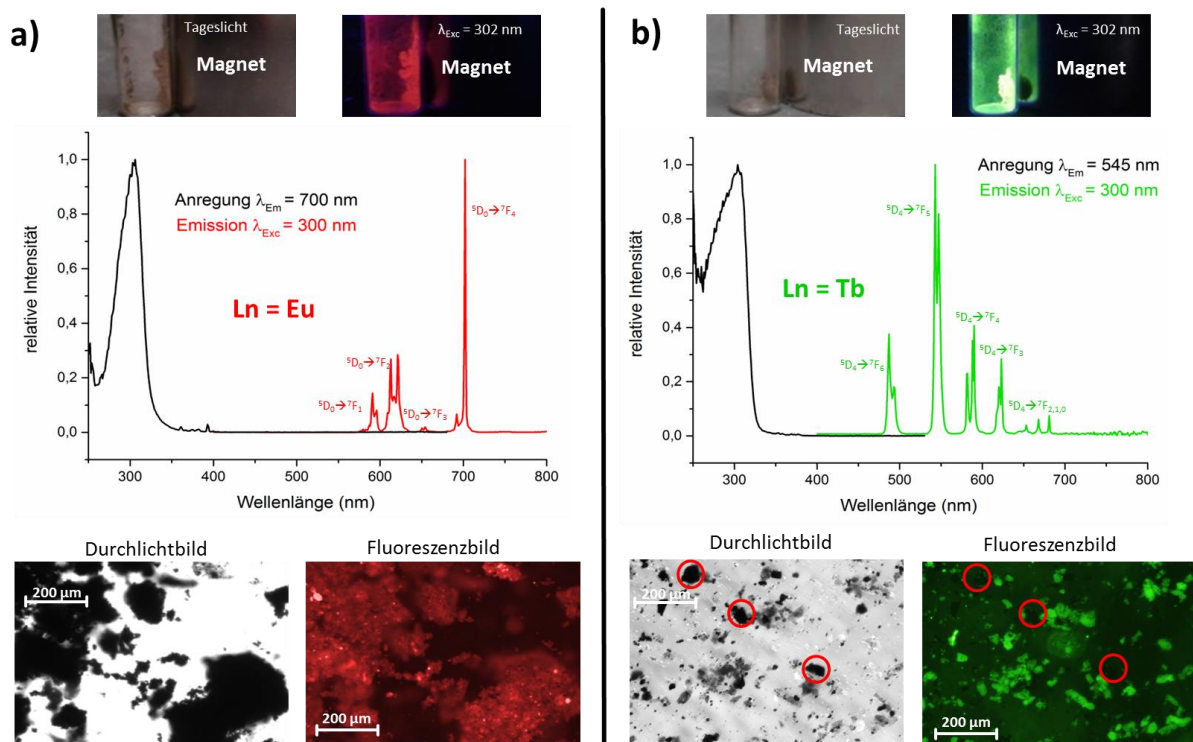 a)
Tageslicht
Magnet
λExc = 302 nm
Magnet
1,0
0,8
0,6
0,4
0,2
0,0
relative Intensität
Anregung λEm = 700 nm
Emission λExc = 300 nm
Ln = Eu
⁵D₀→⁷F₁
⁵D₀→⁷F₂
⁵D₀→⁷F₃
⁵D₀→⁷F₄
300 400 500 600 700 800
Wellenlänge (nm)
Durchlichtbild
Fluoreszenzbild
200 µm
200 µm
b)
Tageslicht
Magnet
λExc = 302 nm
Magnet
1,0
0,8
0,6
0,4
0,2
0,0
relative Intensität
Anregung λEm = 545 nm
Emission λExc = 300 nm
Ln = Tb
⁵D₄→⁷F₆
⁵D₄→⁷F₅
⁵D₄→⁷F₄
⁵D₄→⁷F₃
⁵D₄→⁷F₂,₁,₀
300 400 500 600 700 800
Wellenlänge (nm)
Durchlichtbild
Fluoreszenzbild
200 µm
200 µm